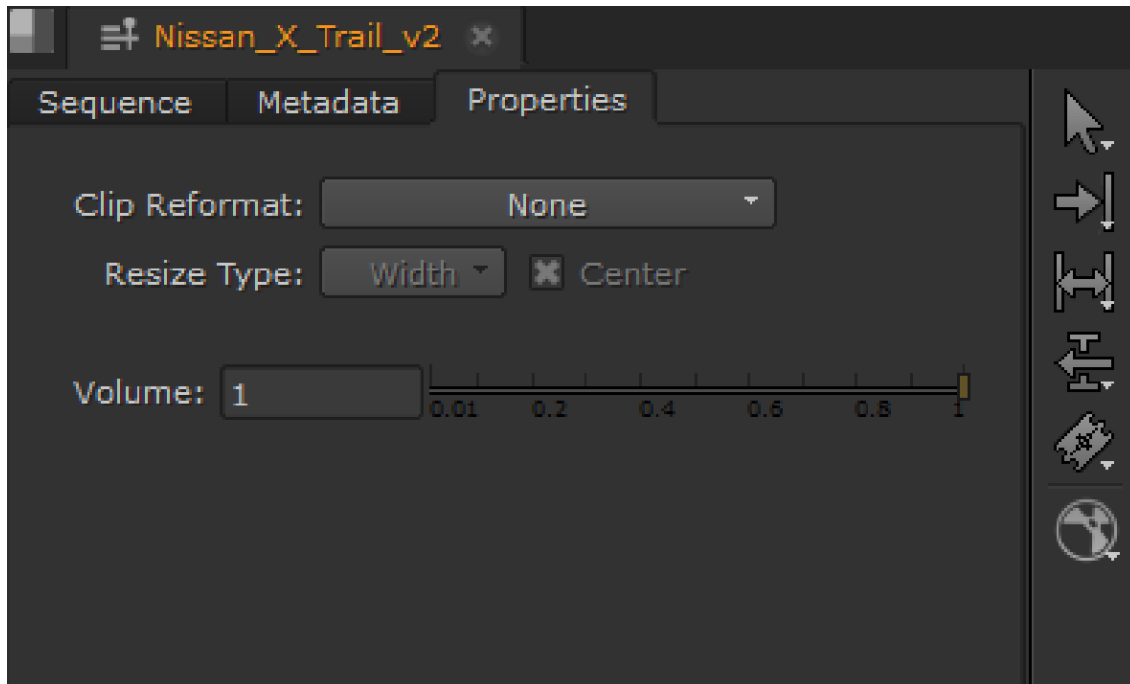 Nissan_X_Trail_v2
Sequence Metadata Properties
Clip Reformat: None
Resize Type: Width Center
Volume: 1
0.01 0.2 0.4 0.6 0.8 1